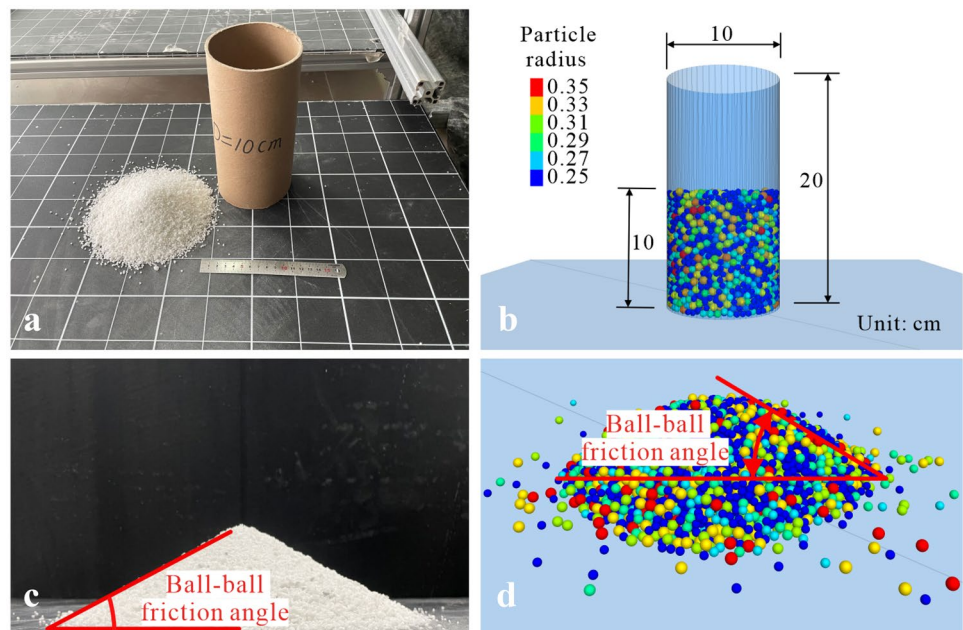 D=10cm
a
Particle
radius
0.35
0.33
0.31
0.29
0.27
0.25
10
20
10
Unit: cm
b
Ball-ball
friction angle
c
Ball-ball
friction angle
d